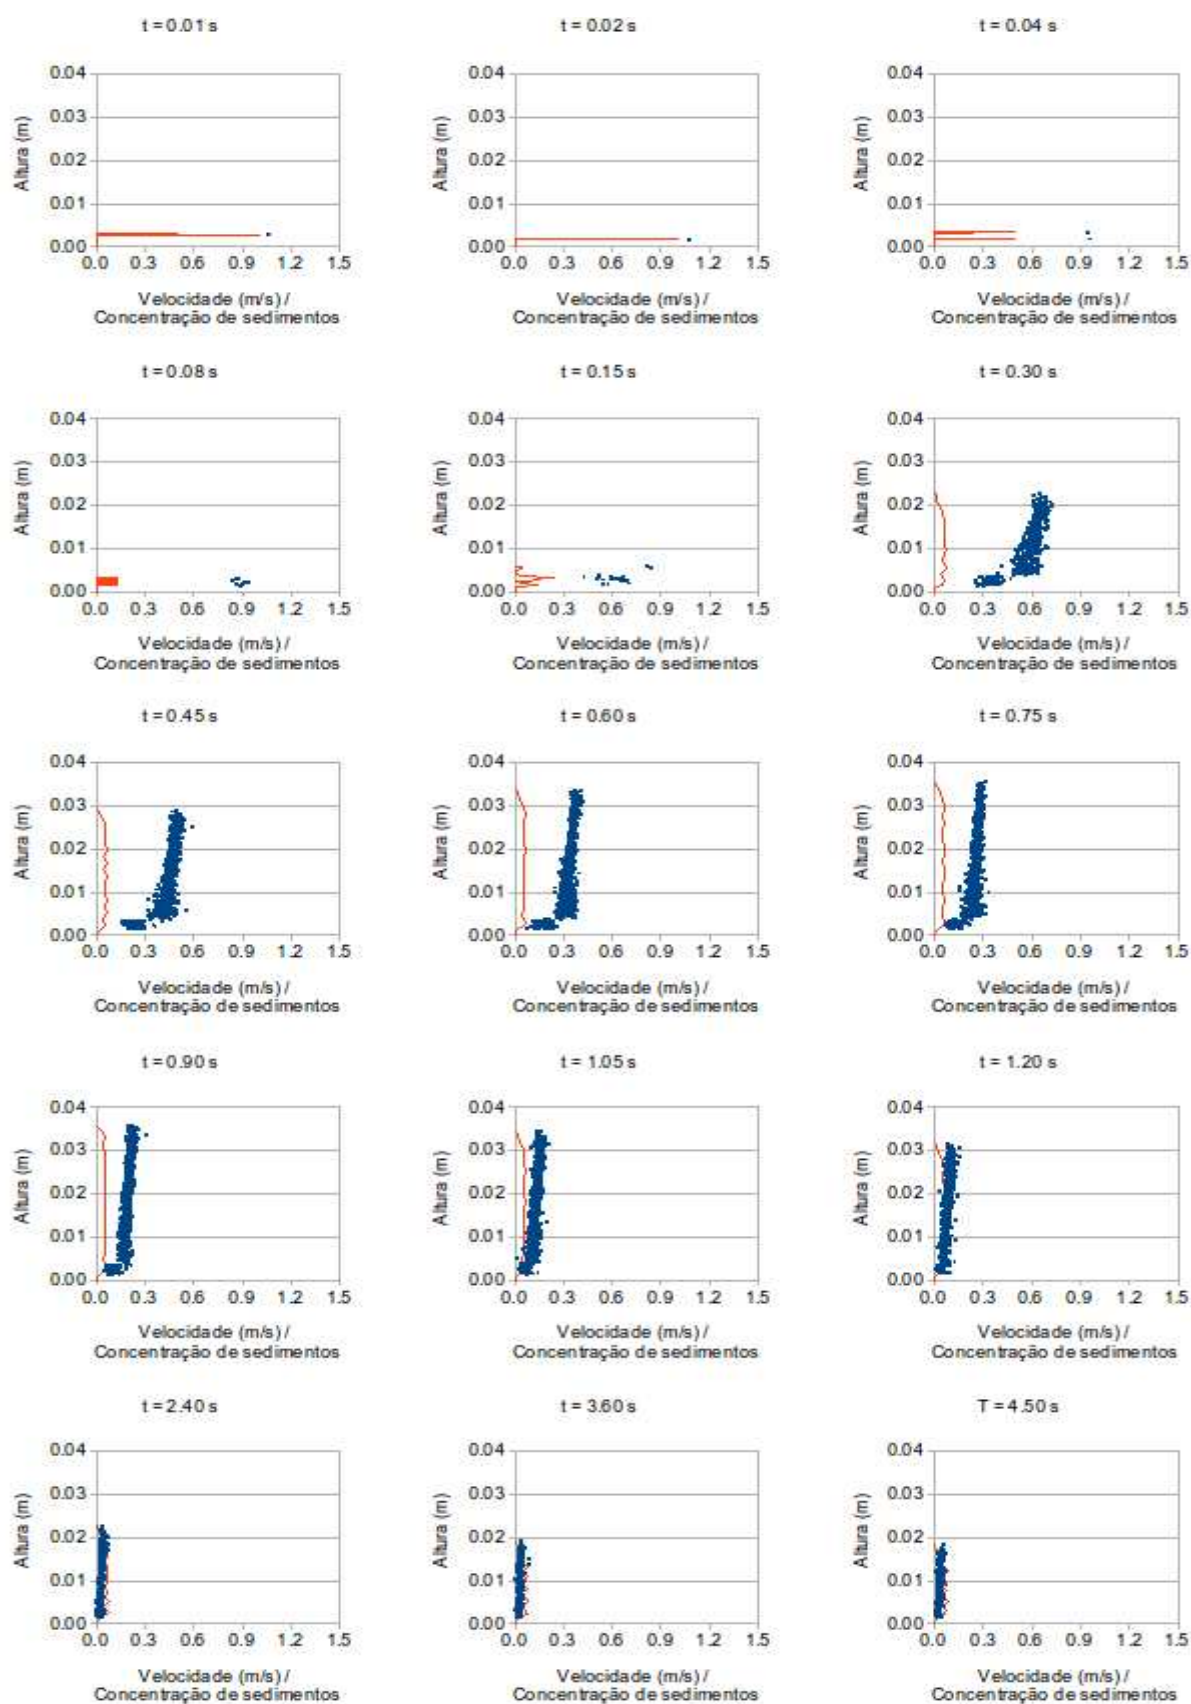 t = 0.01 s
0.04
0.03
0.02
0.01
0.00
Altura (m)
0.0 0.3 0.6 0.9 1.2 1.5
Velocidade (m/s) /
Concentração de sedimentos
t = 0.02 s
0.04
0.03
0.02
0.01
0.00
Altura (m)
0.0 0.3 0.6 0.9 1.2 1.5
Velocidade (m/s) /
Concentração de sedimentos
t = 0.04 s
0.04
0.03
0.02
0.01
0.00
Altura (m)
0.0 0.3 0.6 0.9 1.2 1.5
Velocidade (m/s) /
Concentração de sedimentos
t = 0.08 s
0.04
0.03
0.02
0.01
0.00
Altura (m)
0.0 0.3 0.6 0.9 1.2 1.5
Velocidade (m/s) /
Concentração de sedimentos
t = 0.15 s
0.04
0.03
0.02
0.01
0.00
Altura (m)
0.0 0.3 0.6 0.9 1.2 1.5
Velocidade (m/s) /
Concentração de sedimentos
t = 0.30 s
0.04
0.03
0.02
0.01
0.00
Altura (m)
0.0 0.3 0.6 0.9 1.2 1.5
Velocidade (m/s) /
Concentração de sedimentos
t = 0.45 s
0.04
0.03
0.02
0.01
0.00
Altura (m)
0.0 0.3 0.6 0.9 1.2 1.5
Velocidade (m/s) /
Concentração de sedimentos
t = 0.60 s
0.04
0.03
0.02
0.01
0.00
Altura (m)
0.0 0.3 0.6 0.9 1.2 1.5
Velocidade (m/s) /
Concentração de sedimentos
t = 0.75 s
0.04
0.03
0.02
0.01
0.00
Altura (m)
0.0 0.3 0.6 0.9 1.2 1.5
Velocidade (m/s) /
Concentração de sedimentos
t = 0.90 s
0.04
0.03
0.02
0.01
0.00
Altura (m)
0.0 0.3 0.6 0.9 1.2 1.5
Velocidade (m/s) /
Concentração de sedimentos
t = 1.05 s
0.04
0.03
0.02
0.01
0.00
Altura (m)
0.0 0.3 0.6 0.9 1.2 1.5
Velocidade (m/s) /
Concentração de sedimentos
t = 1.20 s
0.04
0.03
0.02
0.01
0.00
Altura (m)
0.0 0.3 0.6 0.9 1.2 1.5
Velocidade (m/s) /
Concentração de sedimentos
t = 2.40 s
0.04
0.03
0.02
0.01
0.00
Altura (m)
0.0 0.3 0.6 0.9 1.2 1.5
Velocidade (m/s) /
Concentração de sedimentos
t = 3.60 s
0.04
0.03
0.02
0.01
0.00
Altura (m)
0.0 0.3 0.6 0.9 1.2 1.5
Velocidade (m/s) /
Concentração de sedimentos
T = 4.50 s
0.04
0.03
0.02
0.01
0.00
Altura (m)
0.0 0.3 0.6 0.9 1.2 1.5
Velocidade (m/s) /
Concentração de sedimentos